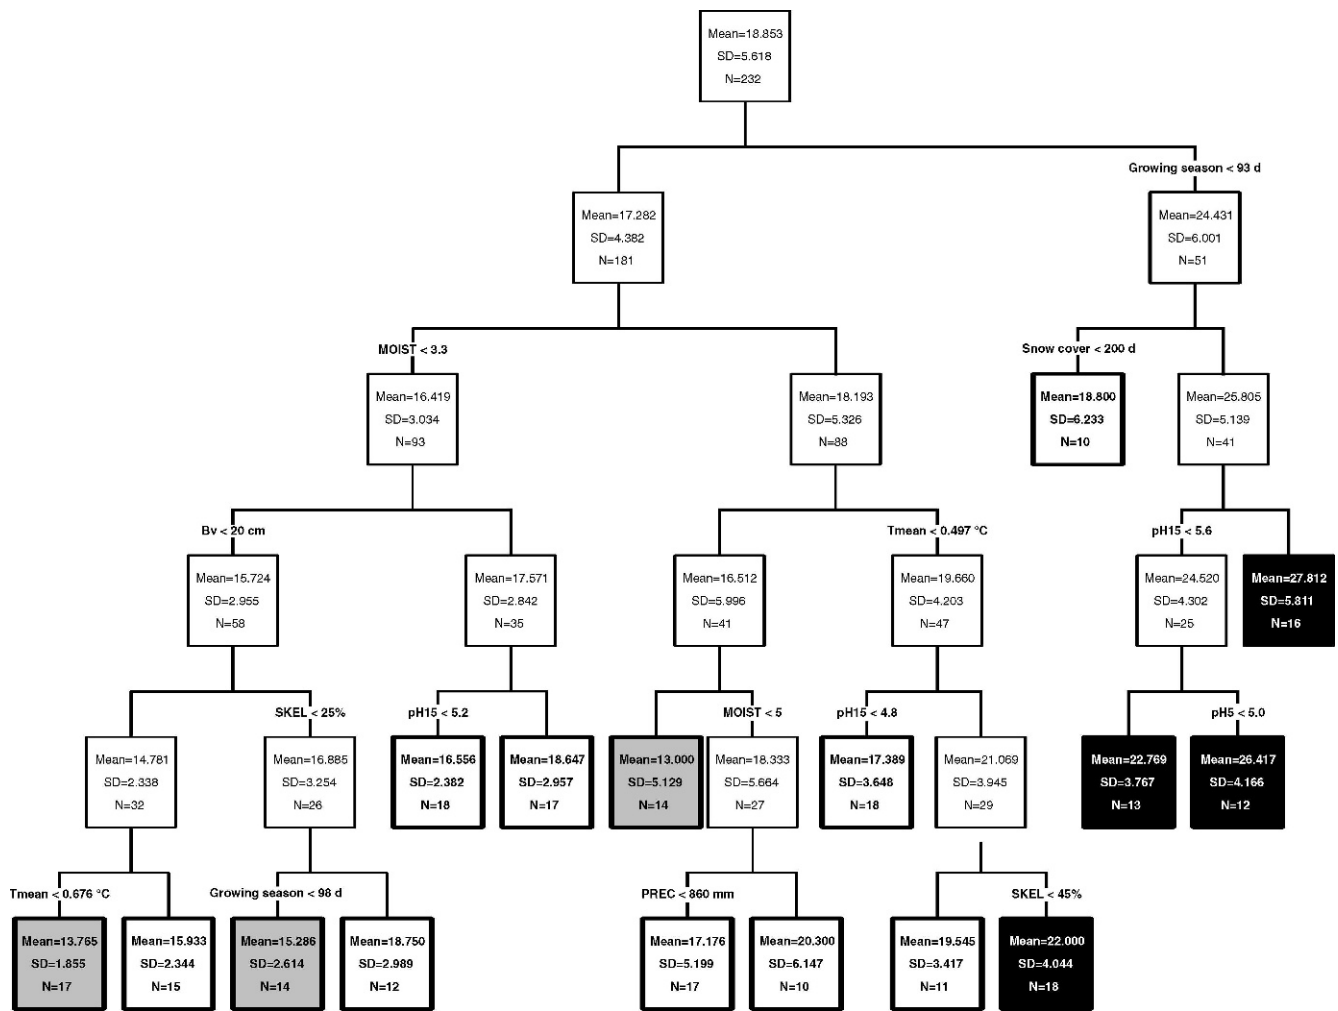 Mean=18.853
SD=5.618
N=232
Growing season < 93 d
Mean=17.282
SD=4.382
N=181
Mean=24.431
SD=6.001
N=51
MOIST < 3.3
Snow cover < 200 d
Mean=16.419
SD=3.034
N=93
Mean=18.193
SD=5.326
N=88
Mean=18.800
SD=6.233
N=10
Mean=25.805
SD=5.139
N=41
Bv < 20 cm
Tmean < 0.497 °C
pH15 < 5.6
Mean=15.724
SD=2.955
N=58
Mean=17.571
SD=2.842
N=35
Mean=16.512
SD=5.996
N=41
Mean=19.660
SD=4.203
N=47
Mean=24.520
SD=4.302
N=25
Mean=27.812
SD=5.811
N=16
SKEL < 25%
pH15 < 5.2
MOIST < 5
pH15 < 4.8
pH5 < 5.0
Mean=14.781
SD=2.338
N=32
Mean=16.885
SD=3.254
N=26
Mean=16.556
SD=2.382
N=18
Mean=18.647
SD=2.957
N=17
Mean=13.000
SD=5.129
N=14
Mean=18.333
SD=5.664
N=27
Mean=17.389
SD=3.648
N=18
Mean=21.069
SD=3.945
N=29
Mean=22.769
SD=3.767
N=13
Mean=26.417
SD=4.166
N=12
Tmean < 0.676 °C
Growing season < 98 d
PREC < 860 mm
SKEL < 45%
Mean=13.765
SD=1.855
N=17
Mean=15.933
SD=2.344
N=15
Mean=15.286
SD=2.614
N=14
Mean=18.750
SD=2.989
N=12
Mean=17.176
SD=5.199
N=17
Mean=20.300
SD=6.147
N=10
Mean=19.545
SD=3.417
N=11
Mean=22.000
SD=4.044
N=18